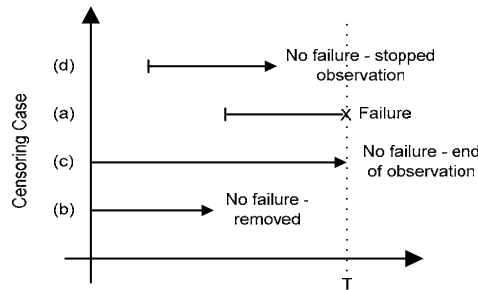 Censoring Case
(d)
No failure - stopped
observation
(a)
X Failure
(c)
No failure - end
of observation
(b)
No failure -
removed
T